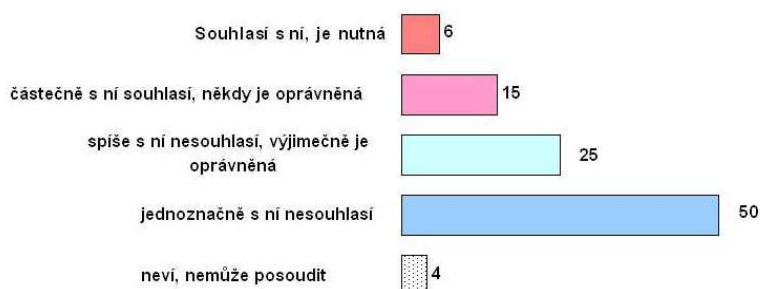 Souhlasí s ní, je nutná 6
částečně s ní souhlasí, někdy je oprávněná 15
spíše s ní nesouhlasí, výjimečně je
oprávněná 25
jednoznačně s ní nesouhlasí 50
neví, nemůže posoudit 4